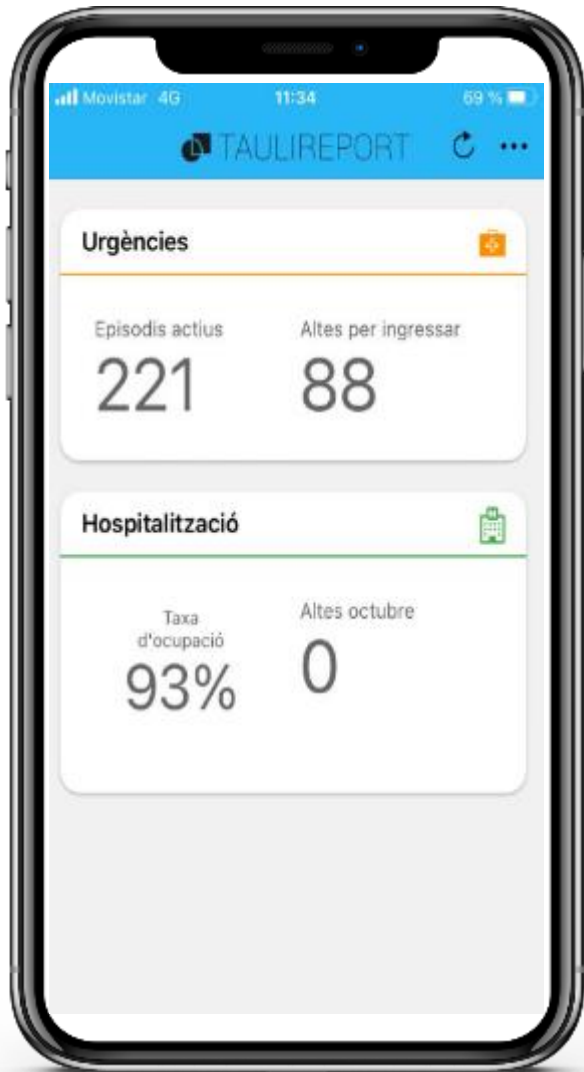 Movistar 4G 11:34 69 %
TAULIREPORT
Urgències
Episodis actius Altes per ingressar
221 88
Hospitalització
Taxa d'ocupació
Altes octubre
93% 0